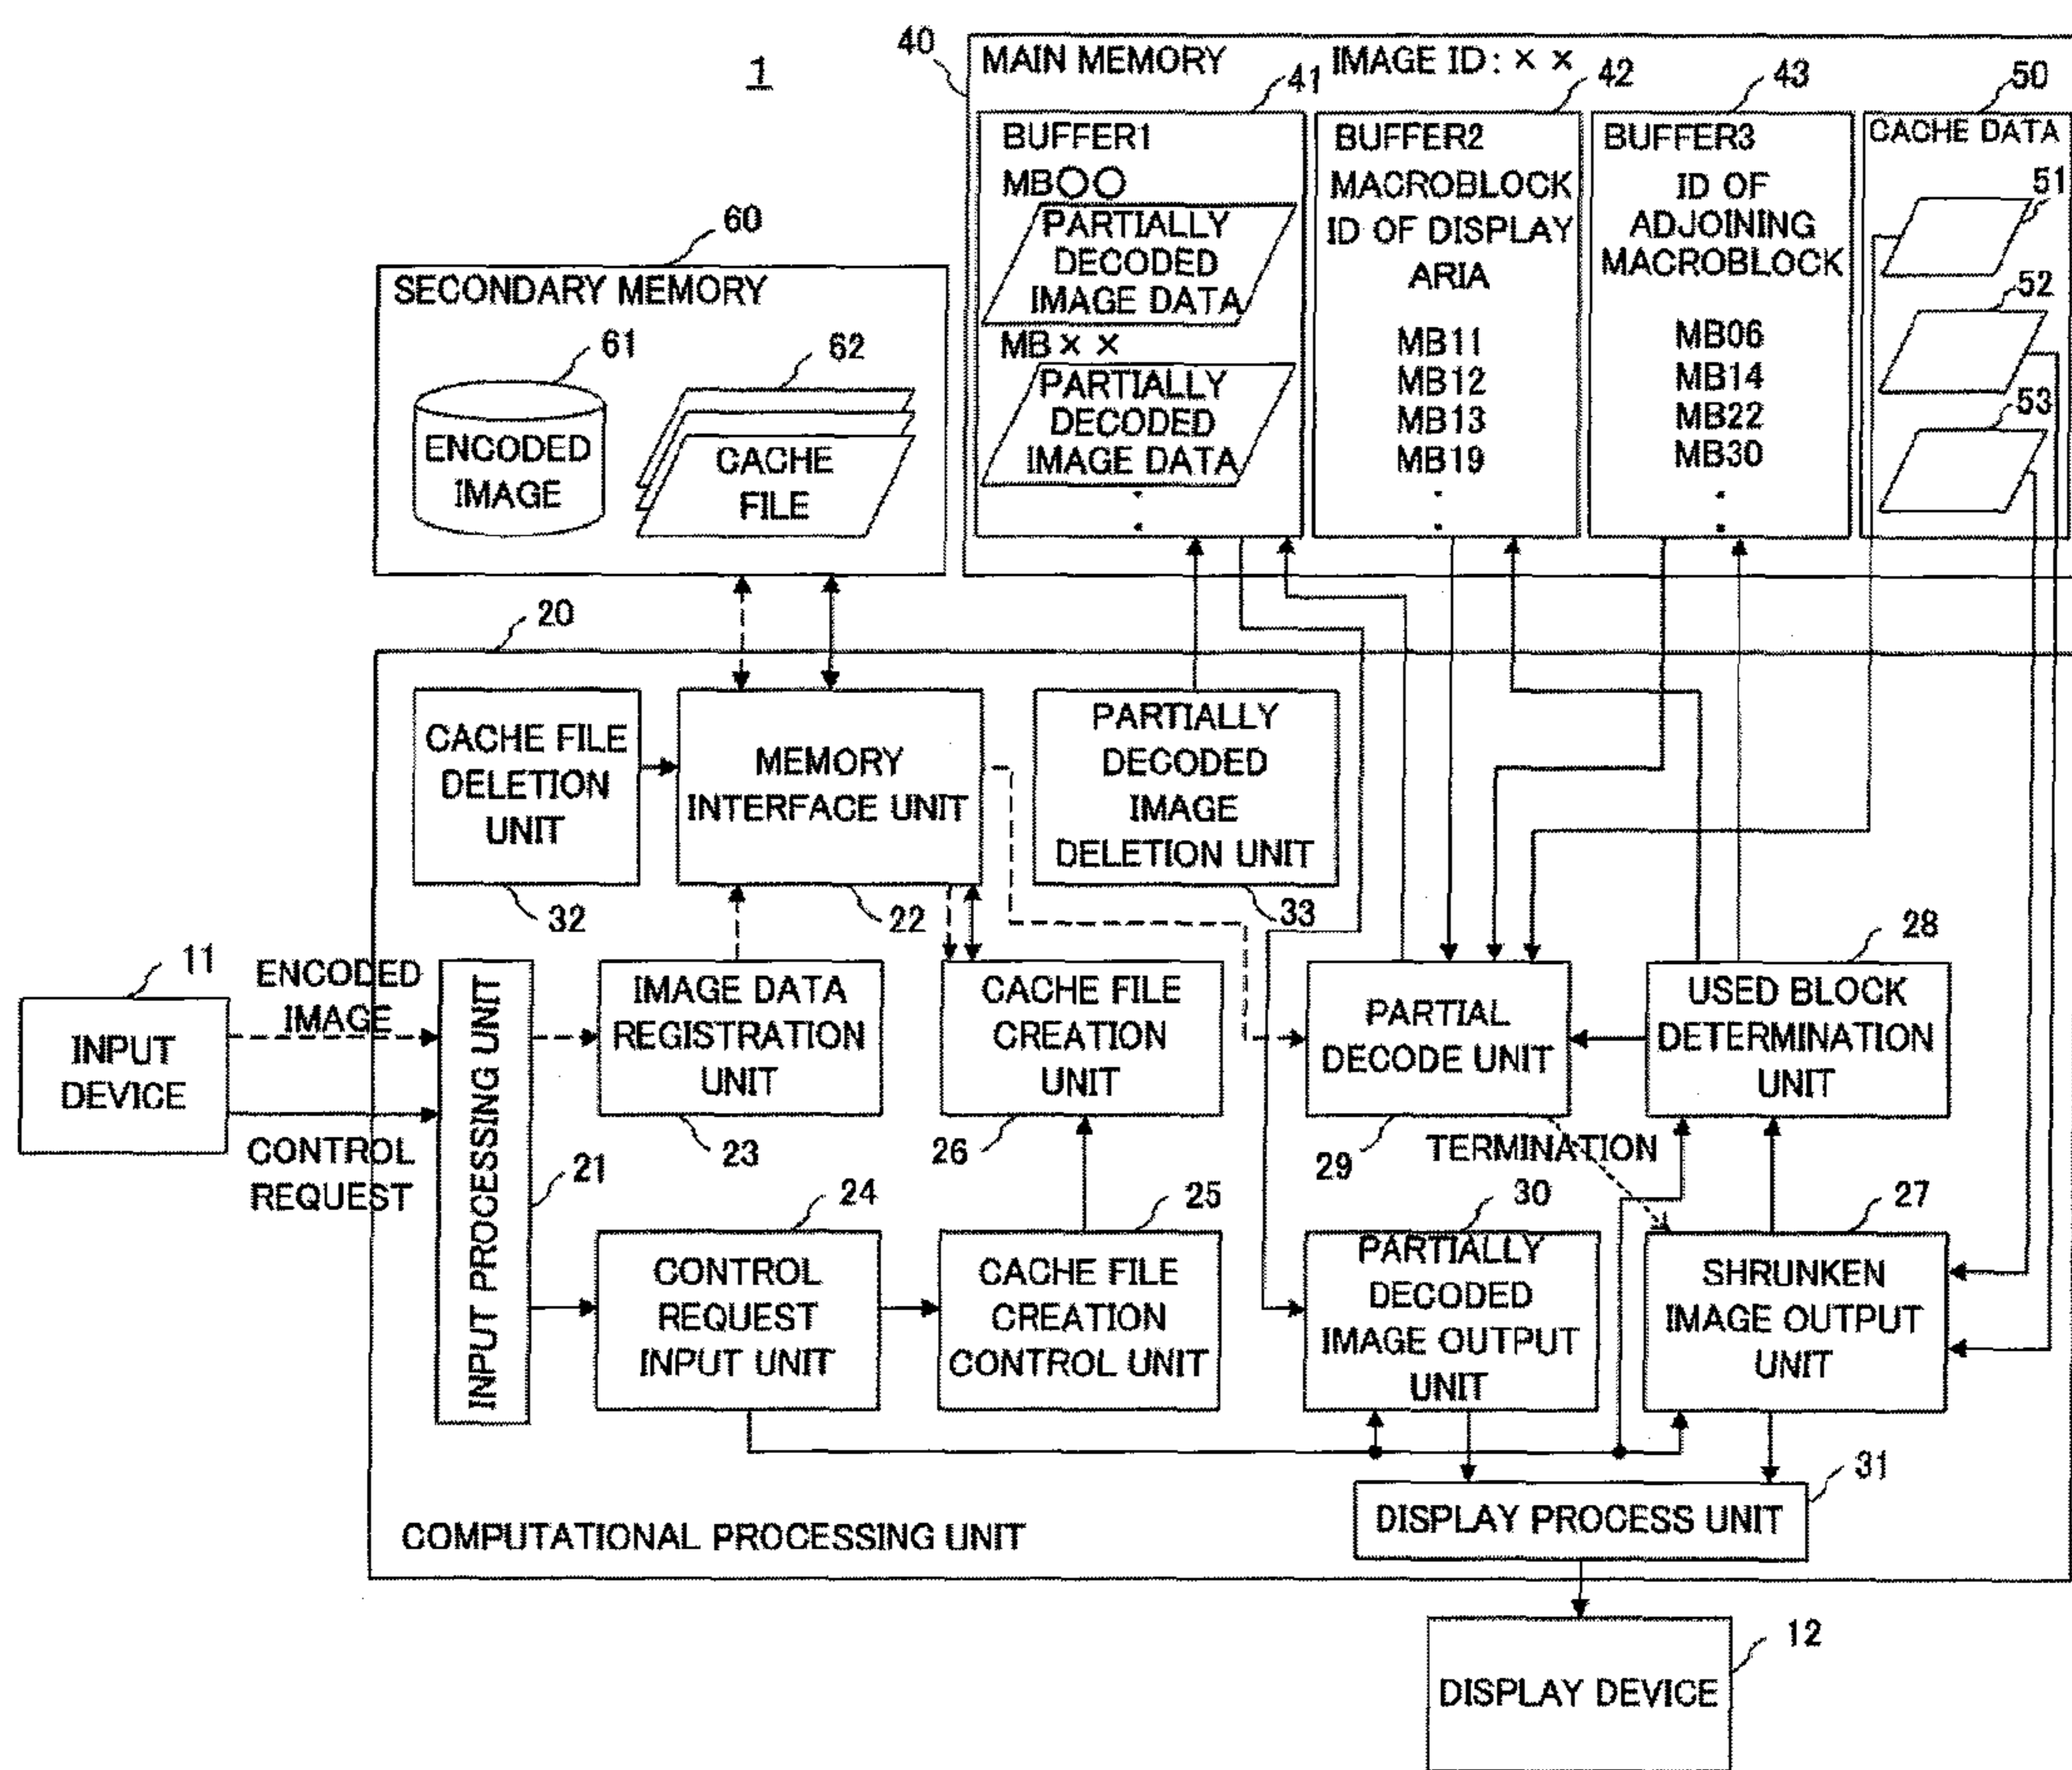 1
40
MAIN MEMORY
IMAGE ID: × ×
41
42
43
50
BUFFER1
MB○○
PARTIALLY
DECODED
IMAGE DATA
MB× ×
PARTIALLY
DECODED
IMAGE DATA
BUFFER2
MACROBLOCK
ID OF DISPLAY
ARIA
MB11
MB12
MB13
MB19
BUFFER3
ID OF
ADJOINING
MACROBLOCK
MB06
MB14
MB22
MB30
CACHE DATA
51
52
53
60
SECONDARY MEMORY
61
62
ENCODED
IMAGE
CACHE
FILE
20
CACHE FILE
DELETION
UNIT
32
MEMORY
INTERFACE UNIT
22
PARTIALLY
DECODED
IMAGE
DELETION UNIT
33
11
INPUT
DEVICE
ENCODED
IMAGE
CONTROL
REQUEST
INPUT PROCESSING UNIT
21
IMAGE DATA
REGISTRATION
UNIT
23
CACHE FILE
CREATION
UNIT
26
PARTIAL
DECODE UNIT
29
TERMINATION
28
USED BLOCK
DETERMINATION
UNIT
24
CONTROL
REQUEST
INPUT UNIT
25
CACHE FILE
CREATION
CONTROL UNIT
30
PARTIALLY
DECODED
IMAGE OUTPUT
UNIT
27
SHRUNKEN
IMAGE OUTPUT
UNIT
31
DISPLAY PROCESS UNIT
COMPUTATIONAL PROCESSING UNIT
12
DISPLAY DEVICE